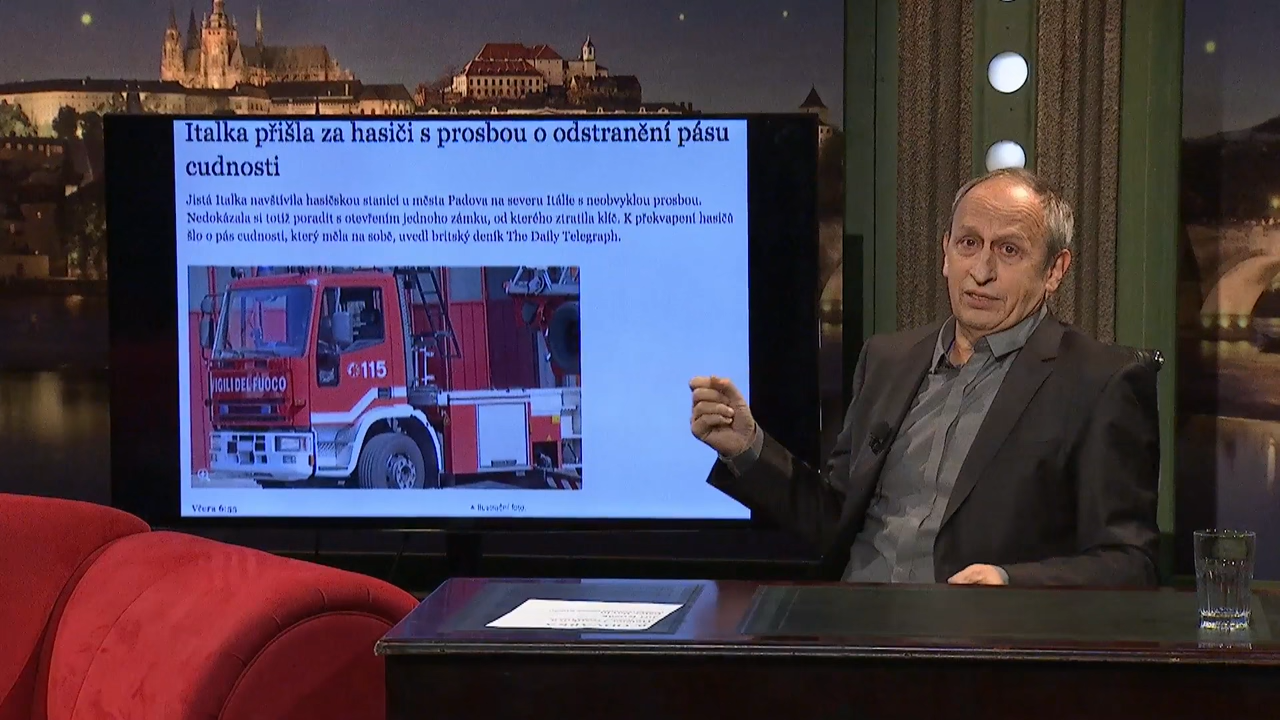 Italka přišla za hasiči s prosbou o odstranění pásu
cudnosti
Jistá Italka navštívila hasičskou stanici u města Padova na severu Itálie s neobvyklou prosbou.
Nedokázala si totiž poradit s otevřením jednoho zámku, od kterého ztratila klíč. K překvapení hasičů
šlo o pás cudnosti, který měla na sobě, uvedl britský deník The Daily Telegraph.
115
VIGILI DEL FUOCO
Včera 6:33
▲ Ilustrační foto.